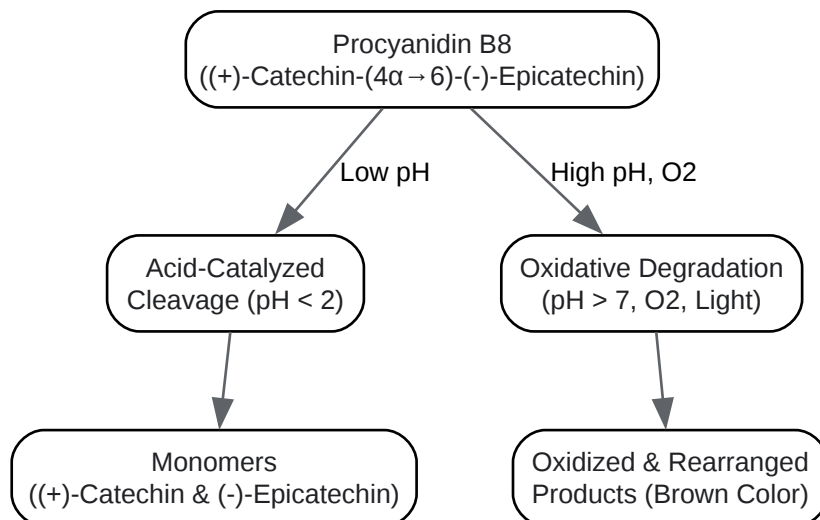 Procyanidin B8
((+)-Catechin-(4α→6)-(-)-Epicatechin)
Low pH
High pH, O2
Acid-Catalyzed
Cleavage (pH < 2)
Oxidative Degradation
(pH > 7, O2, Light)
Monomers
((+)-Catechin & (-)-Epicatechin)
Oxidized & Rearranged
Products (Brown Color)